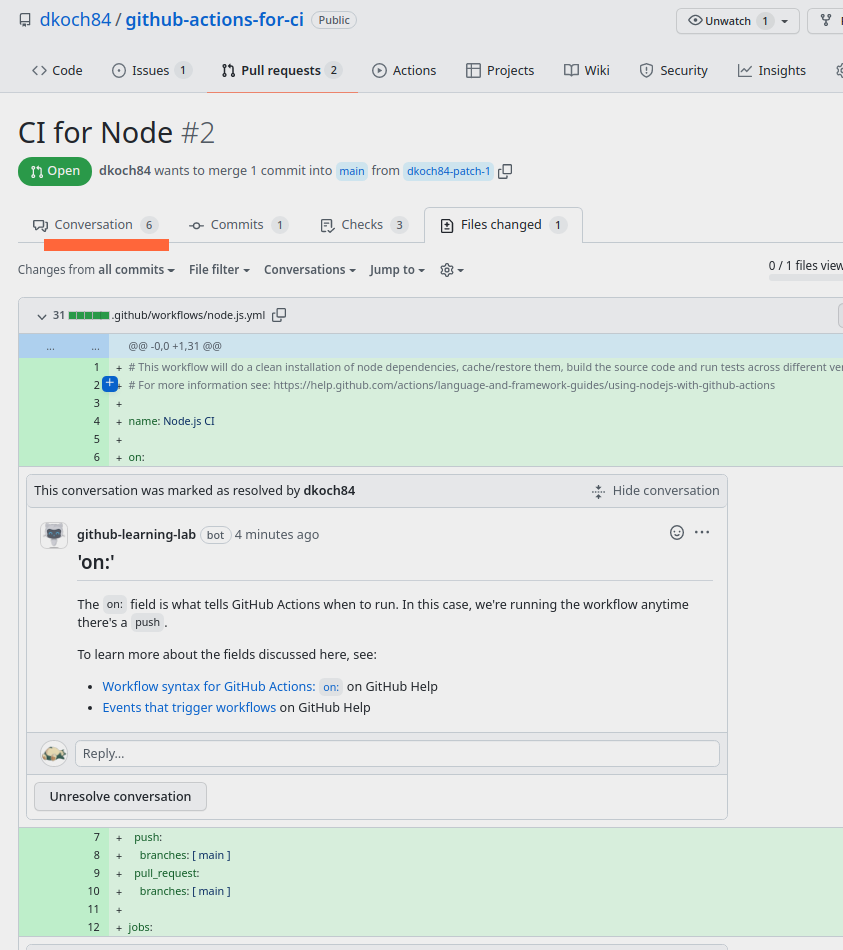 dkoch84 / github-actions-for-ci Public Unwatch 1
Code Issues 1 Pull requests 2 Actions Projects Wiki Security Insights
CI for Node #2
Open dkoch84 wants to merge 1 commit into main from dkoch84-patch-1
Conversation 6 Commits 1 Checks 3 Files changed 1
Changes from all commits File filter Conversations Jump to 0 / 1 files view
31 .github/workflows/node.js.yml
... ... @@ -0,0 +1,31 @@
1 + # This workflow will do a clean installation of node dependencies, cache/restore them, build the source code and run tests across different ve
2 + # For more information see: https://help.github.com/actions/language-and-framework-guides/using-nodejs-with-github-actions
3 +
4 + name: Node.js CI
5 +
6 + on:
This conversation was marked as resolved by dkoch84 Hide conversation
github-learning-lab bot 4 minutes ago
'on:'
The on: field is what tells GitHub Actions when to run. In this case, we're running the workflow anytime
there's a push .
To learn more about the fields discussed here, see:
• Workflow syntax for GitHub Actions: on: on GitHub Help
• Events that trigger workflows on GitHub Help
Reply...
Unresolve conversation
7 + push:
8 + branches: [ main ]
9 + pull_request:
10 + branches: [ main ]
11 +
12 + jobs: